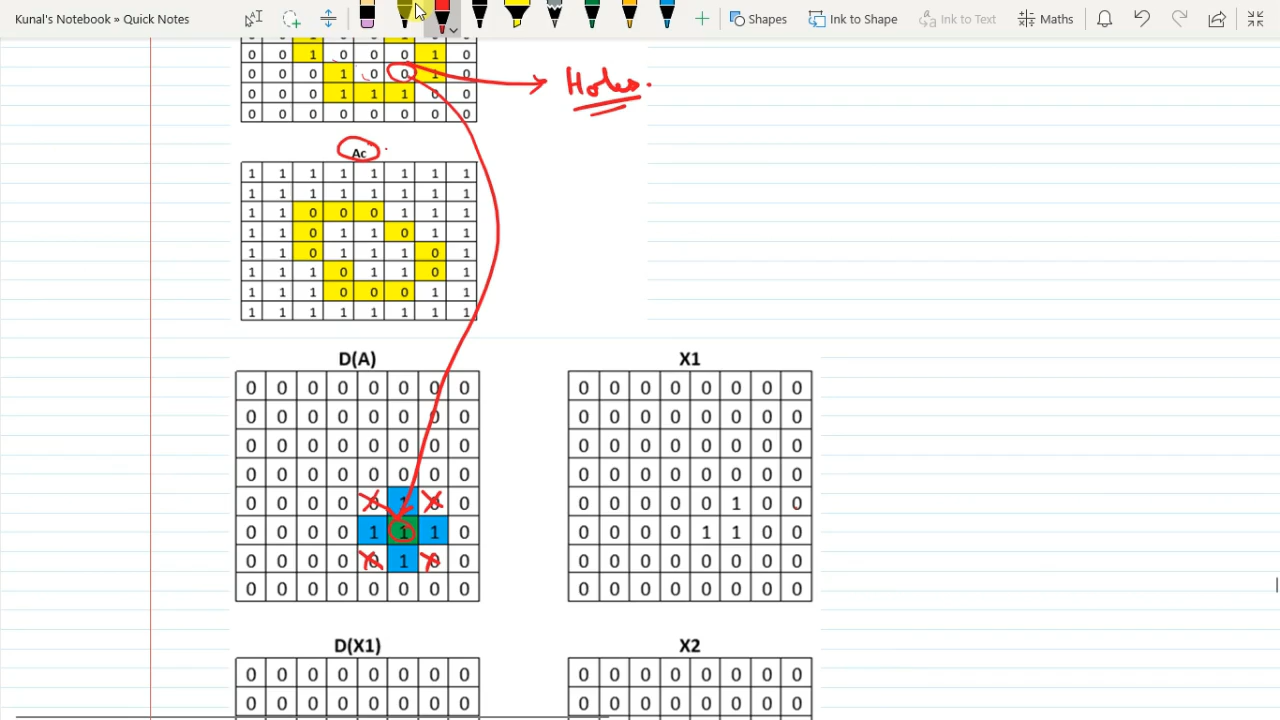 Kunal's Notebook » Quick Notes
Shapes Ink to Shape Ink to Text Maths
0 0 1 0 0 0 1 0
0 0 0 1 0 0 1 0
0 0 0 1 1 1 0 0
0 0 0 0 0 0 0 0
Holes.
Ac
1 1 1 1 1 1 1 1
1 1 1 1 1 1 1 1
1 1 0 0 0 1 1 1
1 1 0 1 1 0 1 1
1 1 0 1 1 1 0 1
1 1 1 0 1 1 0 1
1 1 1 0 0 0 1 1
1 1 1 1 1 1 1 1
D(A)
0 0 0 0 0 0 0 0
0 0 0 0 0 0 0 0
0 0 0 0 0 0 0 0
0 0 0 0 0 0 0 0
0 0 0 0 0 1 0 0
0 0 0 0 1 1 1 0
0 0 0 0 0 1 0 0
0 0 0 0 0 0 0 0
X1
0 0 0 0 0 0 0 0
0 0 0 0 0 0 0 0
0 0 0 0 0 0 0 0
0 0 0 0 0 0 0 0
0 0 0 0 0 1 0 0
0 0 0 0 1 1 0 0
0 0 0 0 0 0 0 0
0 0 0 0 0 0 0 0
D(X1)
0 0 0 0 0 0 0 0
0 0 0 0 0 0 0 0
X2
0 0 0 0 0 0 0 0
0 0 0 0 0 0 0 0